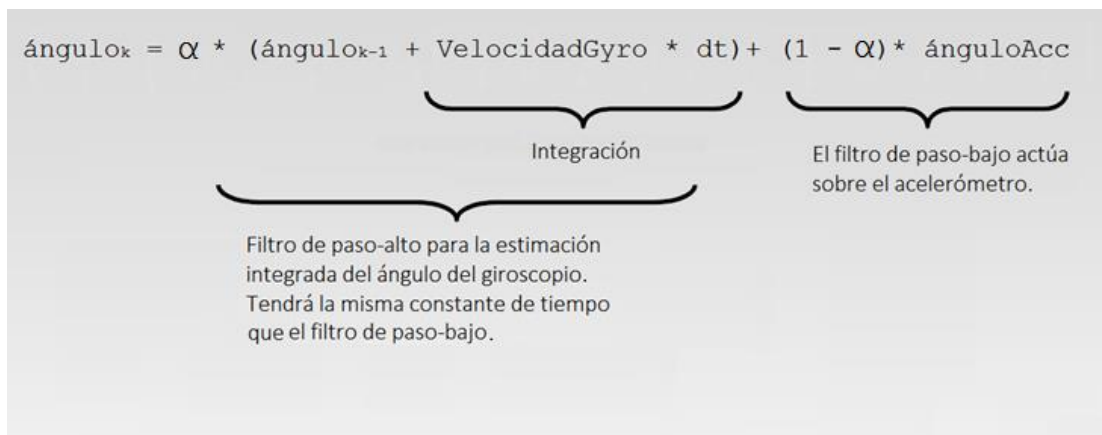 ánguloₖ = α * (ánguloₖ₋₁ + VelocidadGyro * dt)+ (1 - α)* ánguloAcc
Integración
El filtro de paso-bajo actúa
sobre el acelerómetro.
Filtro de paso-alto para la estimación
integrada del ángulo del giroscopio.
Tendrá la misma constante de tiempo
que el filtro de paso-bajo.